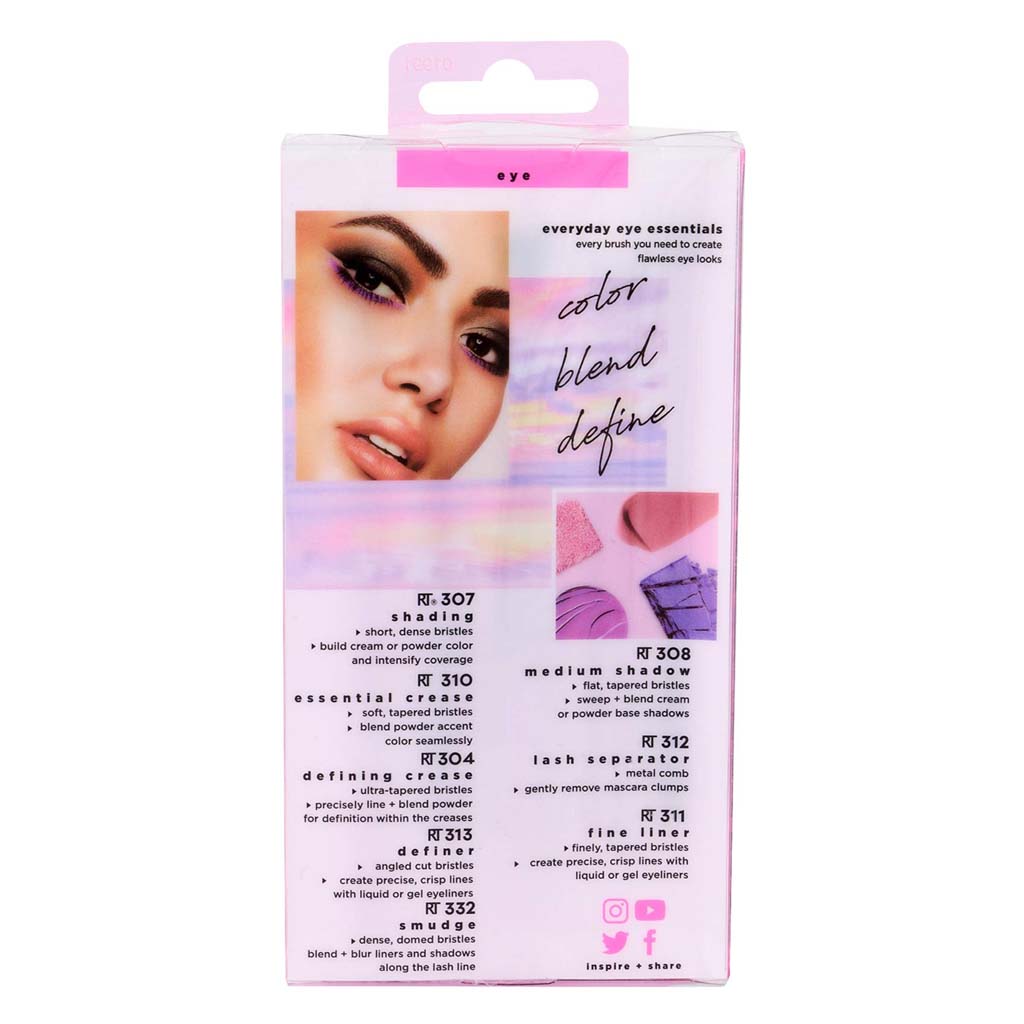 eye
everyday eye essentials
every brush you need to create
flawless eye looks
color
blend
define
RT® 307
shading
▸ short, dense bristles
▸ build cream or powder color
and intensify coverage
RT 310
essential crease
▸ soft, tapered bristles
▸ blend powder accent
color seamlessly
RT 304
defining crease
▸ ultra-tapered bristles
▸ precisely line + blend powder
for definition within the creases
RT 313
definer
▸ angled cut bristles
▸ create precise, crisp lines
with liquid or gel eyeliners
RT 332
smudge
▸ dense, domed bristles
blend + blur liners and shadows
along the lash line
RT 308
medium shadow
▸ flat, tapered bristles
▸ sweep + blend cream
or powder base shadows
RT 312
lash separator
▸ metal comb
▸ gently remove mascara clumps
RT 311
fine liner
▸ finely, tapered bristles
▸ create precise, crisp lines with
liquid or gel eyeliners
inspire + share